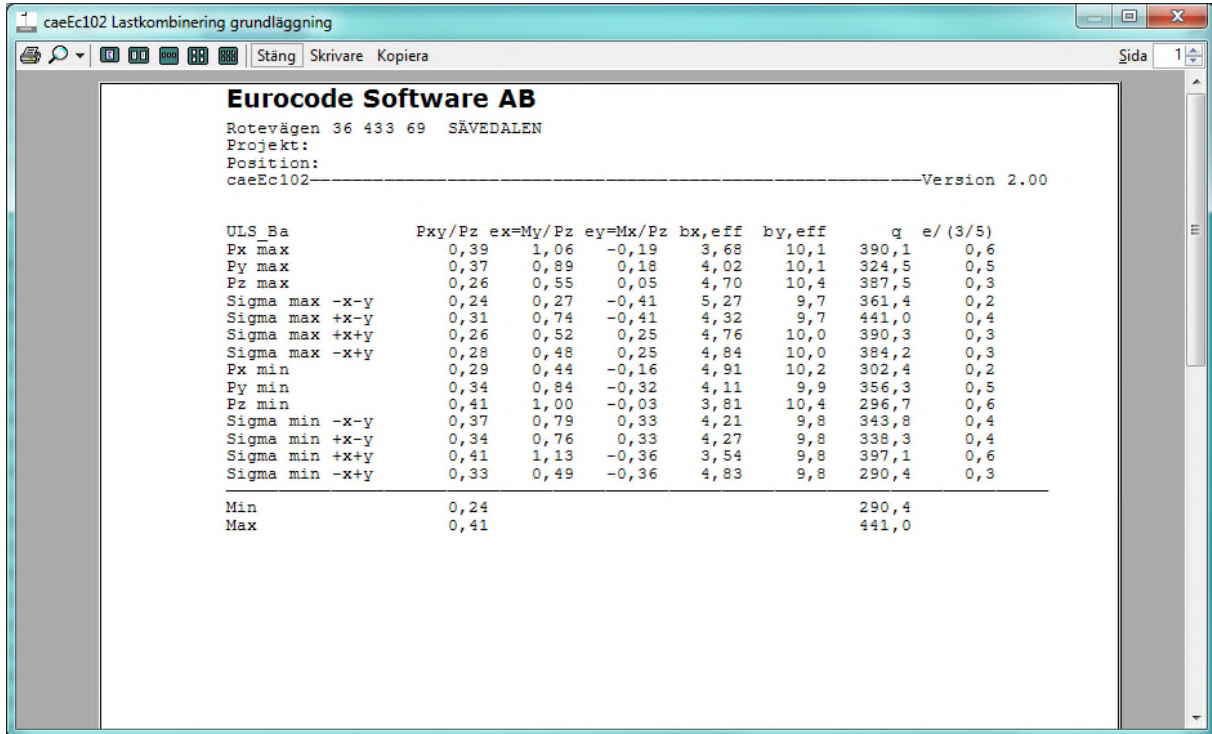 caeEc102 Lastkombinering grundläggning
Stäng Skrivare Kopiera Sida 1
Eurocode Software AB
Rotevägen 36 433 69 SÄVEDALEN
Projekt:
Position:
caeEc102 Version 2.00
ULS_Ba Pxy/Pz ex=My/Pz ey=Mx/Pz bx,eff by,eff q e/(3/5)
Px max 0,39 1,06 -0,19 3,68 10,1 390,1 0,6
Py max 0,37 0,89 0,18 4,02 10,1 324,5 0,5
Pz max 0,26 0,55 0,05 4,70 10,4 387,5 0,3
Sigma max -x-y 0,24 0,27 -0,41 5,27 9,7 361,4 0,2
Sigma max +x-y 0,31 0,74 -0,41 4,32 9,7 441,0 0,4
Sigma max +x+y 0,26 0,52 0,25 4,76 10,0 390,3 0,3
Sigma max -x+y 0,28 0,48 0,25 4,84 10,0 384,2 0,3
Px min 0,29 0,44 -0,16 4,91 10,2 302,4 0,2
Py min 0,34 0,84 -0,32 4,11 9,9 356,3 0,5
Pz min 0,41 1,00 -0,03 3,81 10,4 296,7 0,6
Sigma min -x-y 0,37 0,79 0,33 4,21 9,8 343,8 0,4
Sigma min +x-y 0,34 0,76 0,33 4,27 9,8 338,3 0,4
Sigma min +x+y 0,41 1,13 -0,36 3,54 9,8 397,1 0,6
Sigma min -x+y 0,33 0,49 -0,36 4,83 9,8 290,4 0,3
Min 0,24 290,4
Max 0,41 441,0